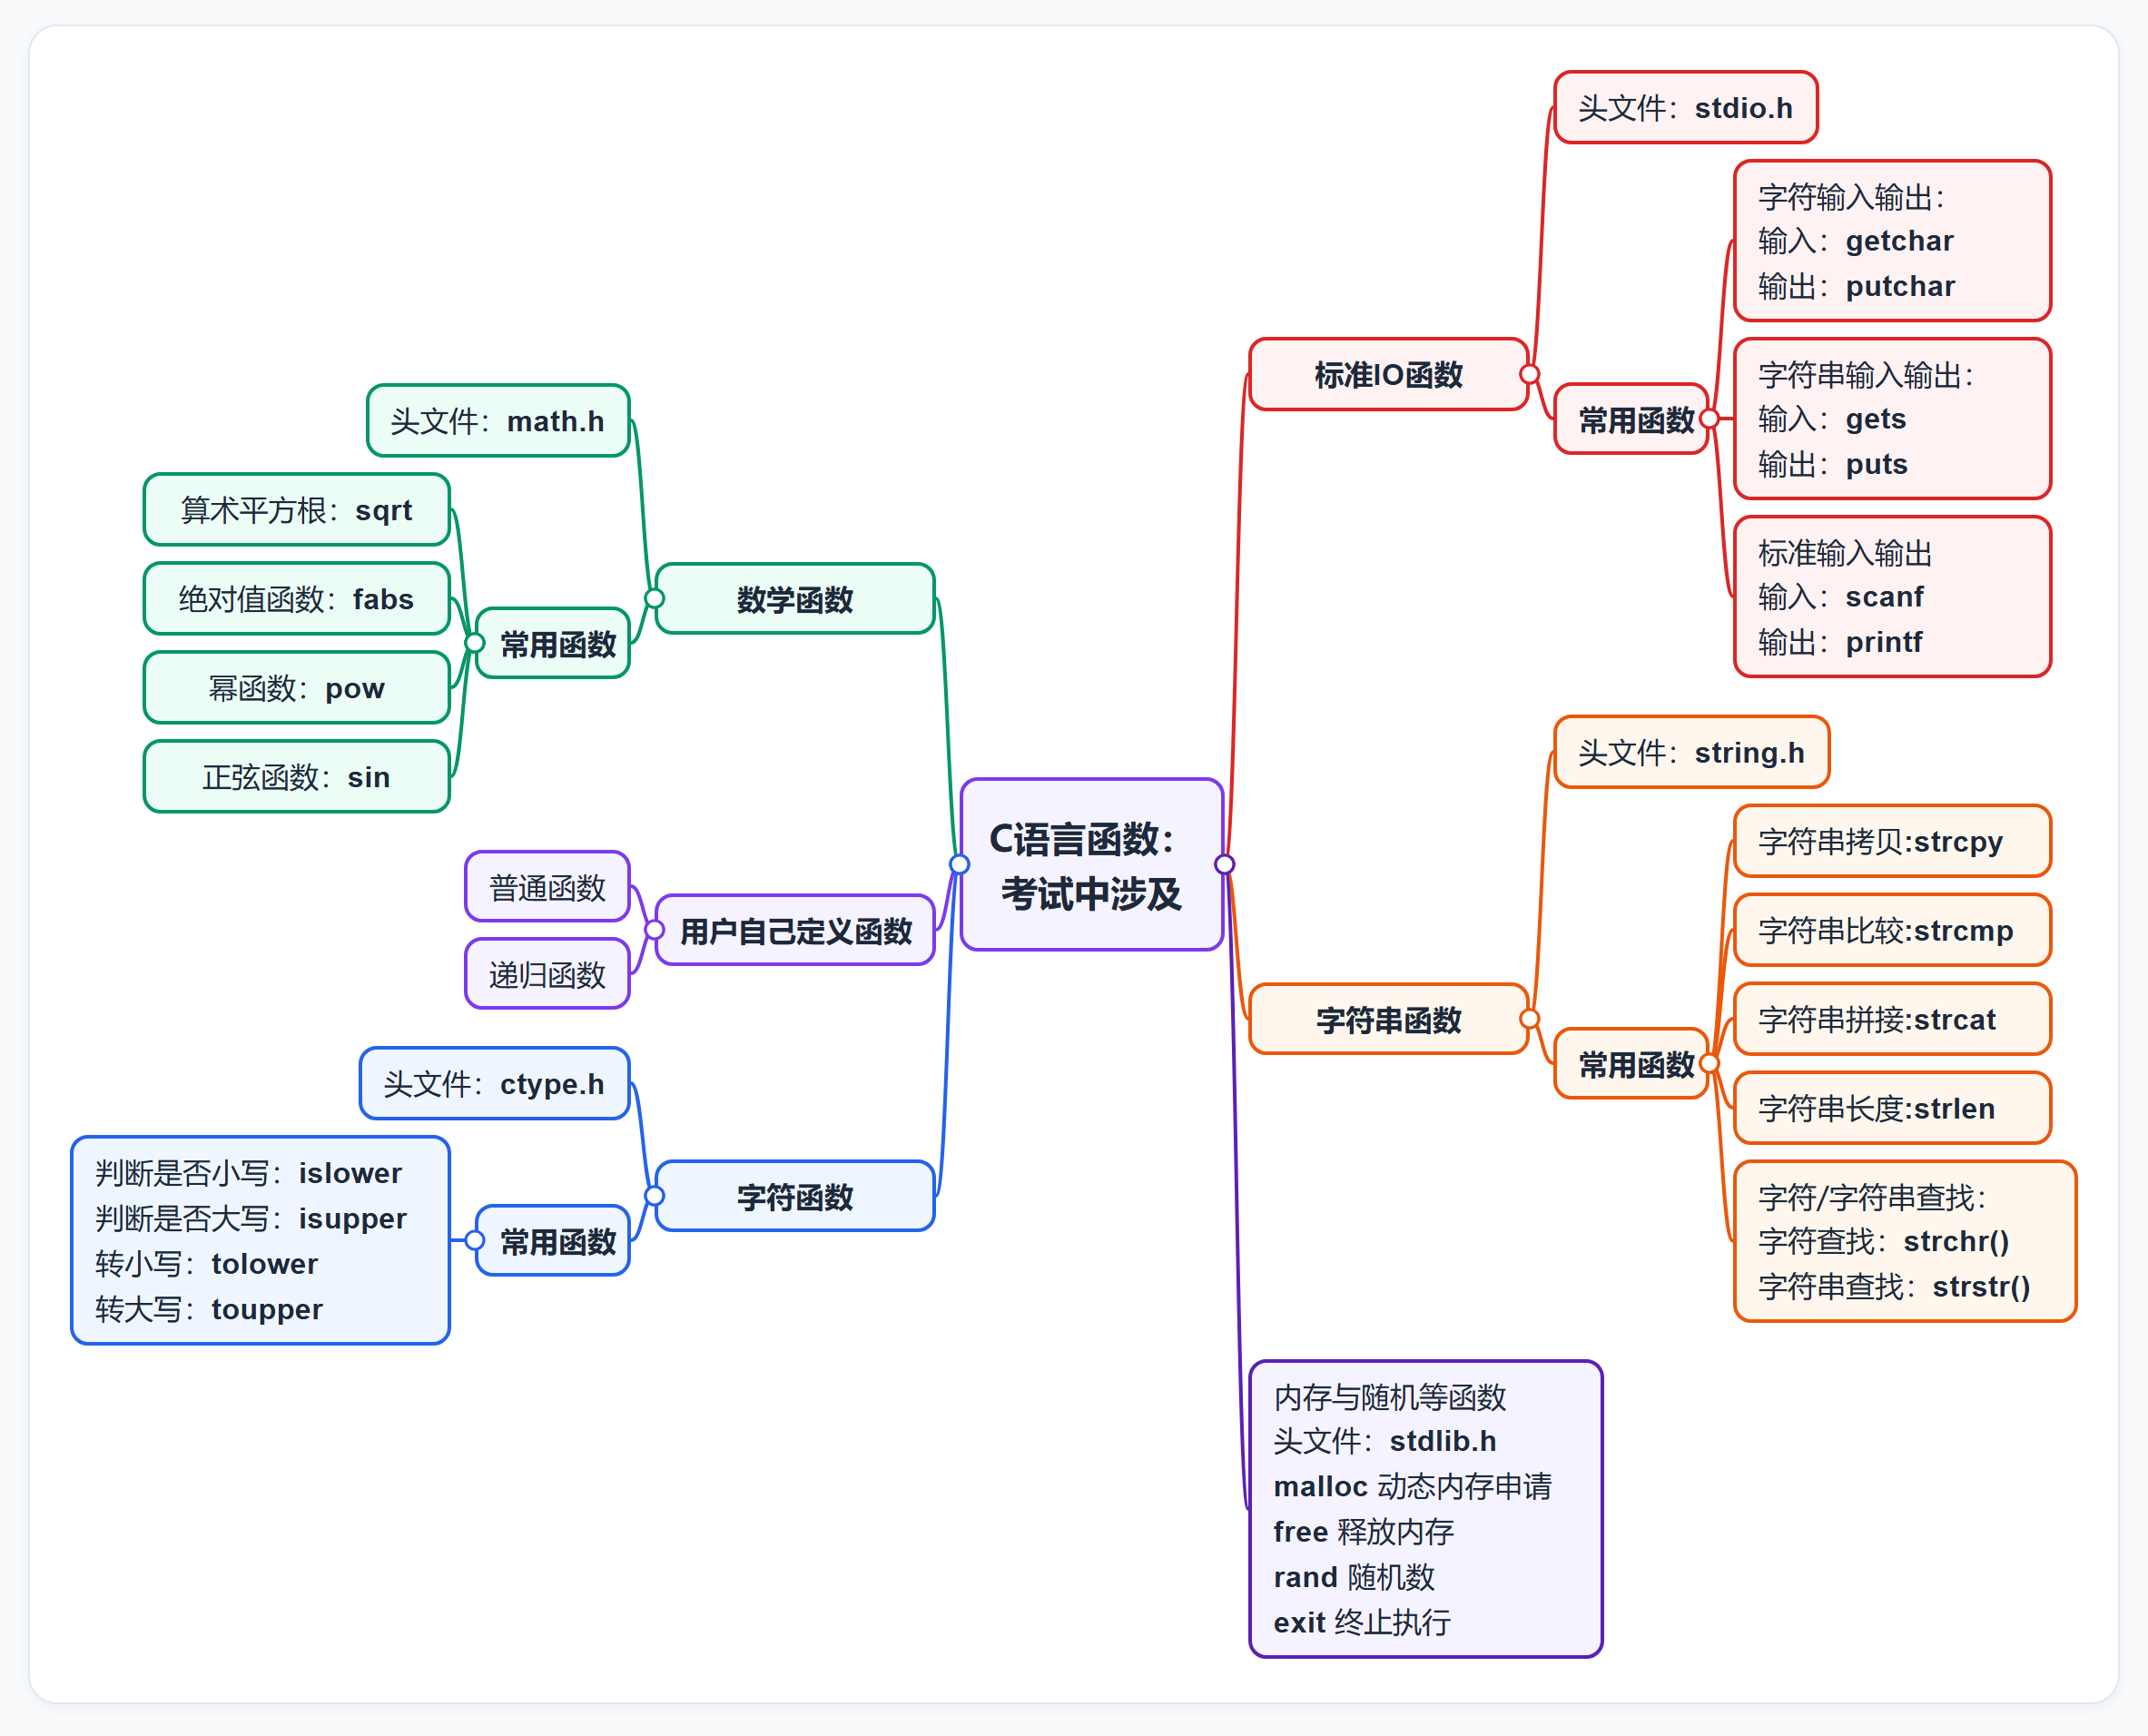 C语言函数：
考试中涉及
标准IO函数
头文件：stdio.h
常用函数
字符输入输出：
输入：getchar
输出：putchar
字符串输入输出：
输入：gets
输出：puts
标准输入输出
输入：scanf
输出：printf
字符串函数
头文件：string.h
常用函数
字符串拷贝:strcpy
字符串比较:strcmp
字符串拼接:strcat
字符串长度:strlen
字符/字符串查找：
字符查找：strchr()
字符串查找：strstr()
内存与随机等函数
头文件：stdlib.h
malloc 动态内存申请
free 释放内存
rand 随机数
exit 终止执行
数学函数
头文件：math.h
常用函数
算术平方根：sqrt
绝对值函数：fabs
幂函数：pow
正弦函数：sin
用户自己定义函数
普通函数
递归函数
字符函数
头文件：ctype.h
常用函数
判断是否小写：islower
判断是否大写：isupper
转小写：tolower
转大写：toupper